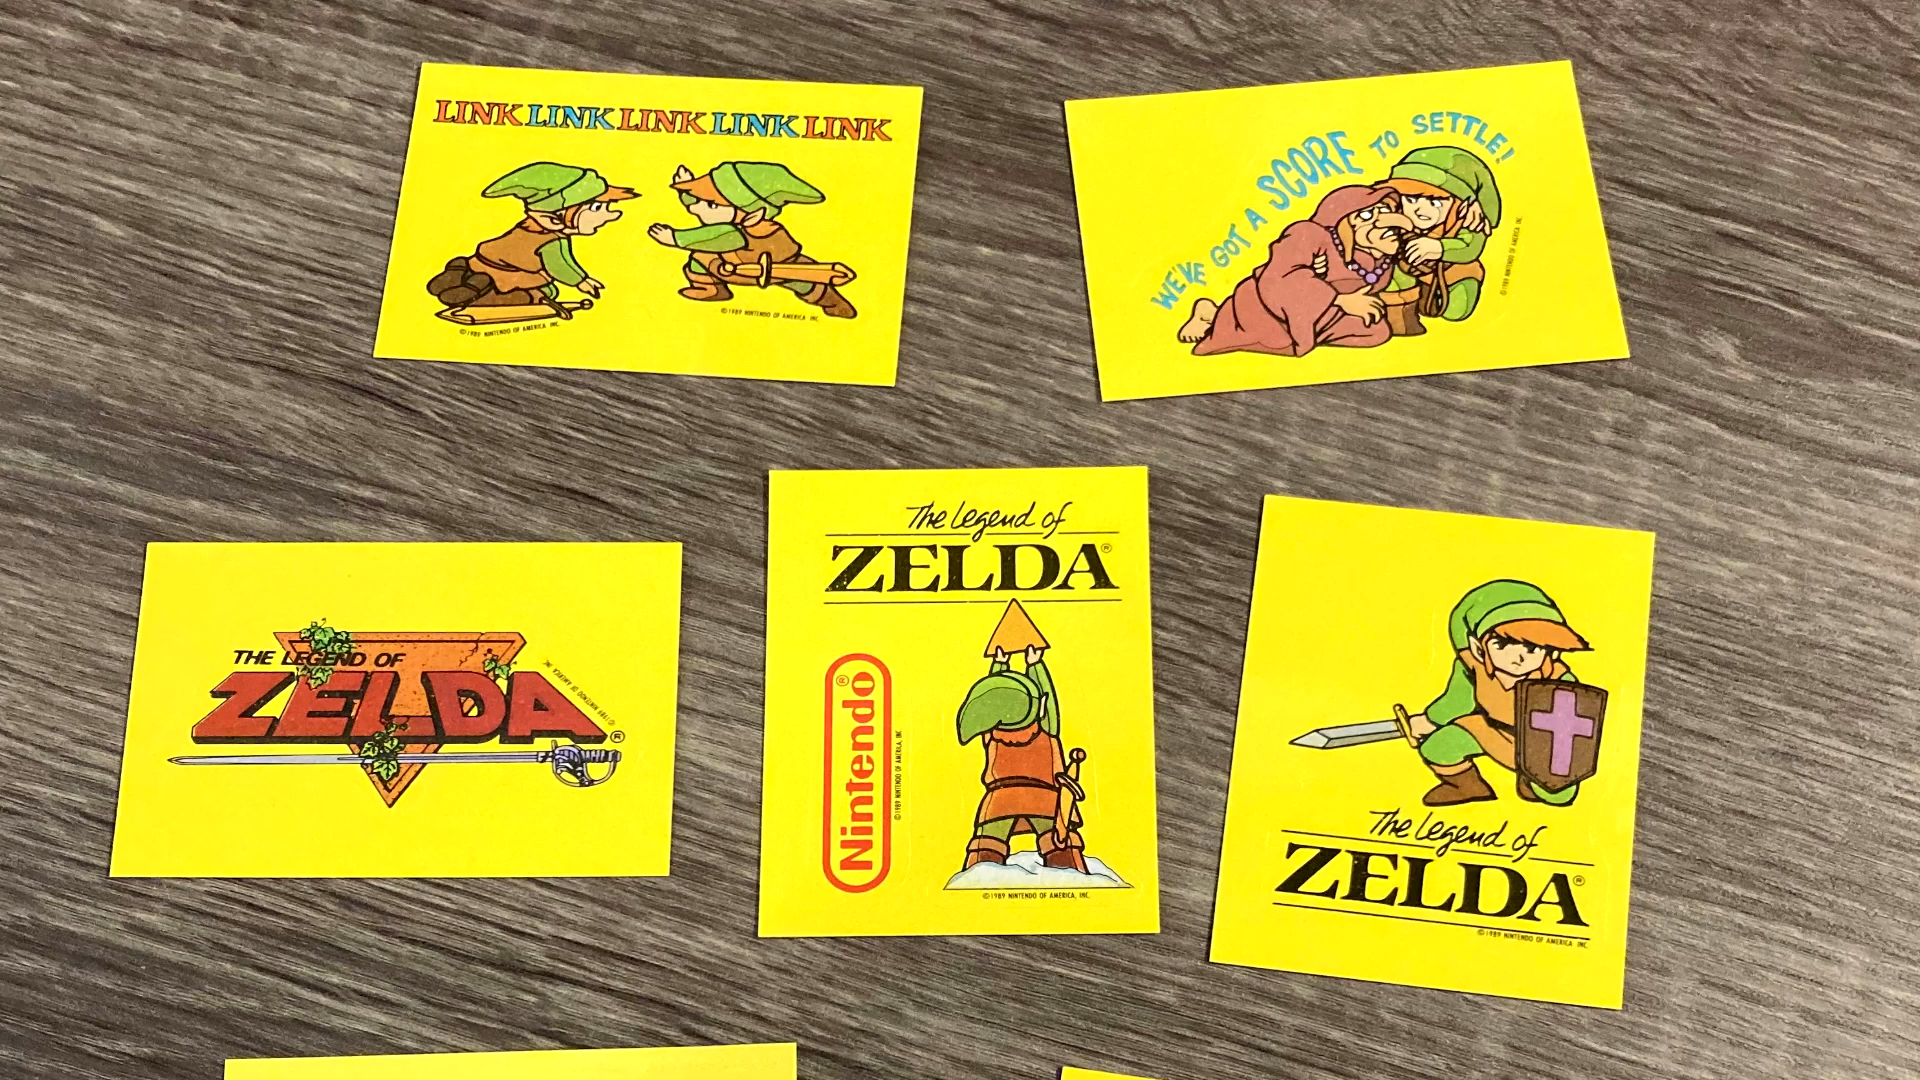 LINK LINK LINK LINK LINK
©1989 NINTENDO OF AMERICA INC.
©1989 NINTENDO OF AMERICA INC.
WE'VE GOT A SCORE TO SETTLE!
©1989 NINTENDO OF AMERICA INC.
THE LEGEND OF
ZELDA®
©1989 NINTENDO OF AMERICA, INC.
The Legend of
ZELDA®
Nintendo®
©1989 NINTENDO OF AMERICA, INC.
©1989 NINTENDO OF AMERICA, INC.
The Legend of
ZELDA®
©1989 NINTENDO OF AMERICA INC.